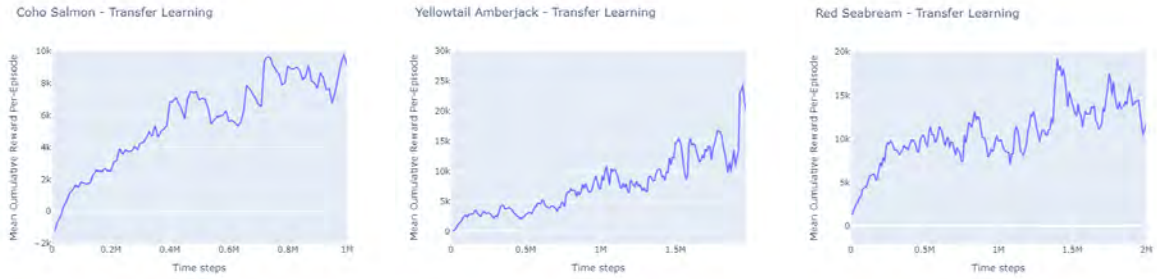 Coho Salmon - Transfer Learning
Mean Cumulative Reward Per-Episode
10k
8k
6k
4k
2k
0
−2k
0
0.2M
0.4M
0.6M
0.8M
1M
Time steps
Yellowtail Amberjack - Transfer Learning
Mean Cumulative Reward Per-Episode
30k
25k
20k
15k
10k
5k
0
0
0.5M
1M
1.5M
Time steps
Red Seabream - Transfer Learning
Mean Cumulative Reward Per-Episode
20k
15k
10k
5k
0
0
0.5M
1M
1.5M
2M
Time steps